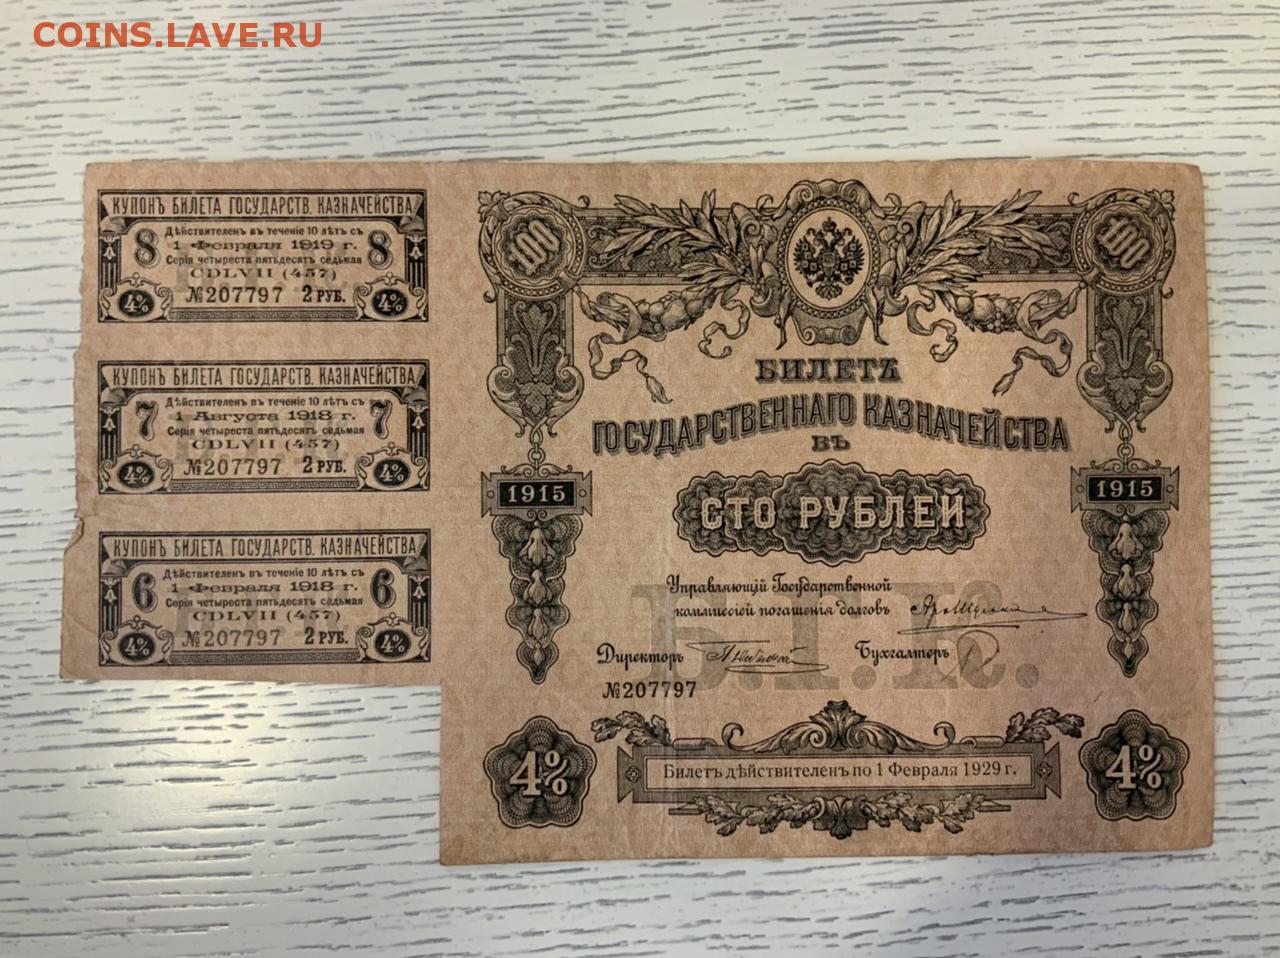 COINS.LAVE.RU
КУПОНЪ БИЛЕТА ГОСУДАРСТВ. КАЗНАЧЕЙСТВА
Дѣйствителенъ въ теченіе 10 лѣтъ съ
8 1 Февраля 1919 г. 8
Серія четыреста пятьдесятъ седьмая
CDLVII (457)
4% №207797 2 РУБ. 4%
КУПОНЪ БИЛЕТА ГОСУДАРСТВ. КАЗНАЧЕЙСТВА
Дѣйствителенъ въ теченіе 10 лѣтъ съ
7 1 Августа 1918 г. 7
Серія четыреста пятьдесятъ седьмая
CDLVII (457)
4% №207797 2 РУБ. 4%
КУПОНЪ БИЛЕТА ГОСУДАРСТВ. КАЗНАЧЕЙСТВА
Дѣйствителенъ въ теченіе 10 лѣтъ съ
6 1 Февраля 1918 г. 6
Серія четыреста пятьдесятъ седьмая
CDLVII (457)
4% №207797 2 РУБ. 4%
100 100
БИЛЕТЪ
ГОСУДАРСТВЕННАГО КАЗНАЧЕЙСТВА
ВЪ
1915 1915
СТО РУБЛЕЙ
Управляющій Государственной
коммиссіей погашенія долговъ
Директоръ Бухгалтеръ
Б.Г.К.
№207797
4% 4%
Билетъ дѣйствителенъ по 1 Февраля 1929 г.